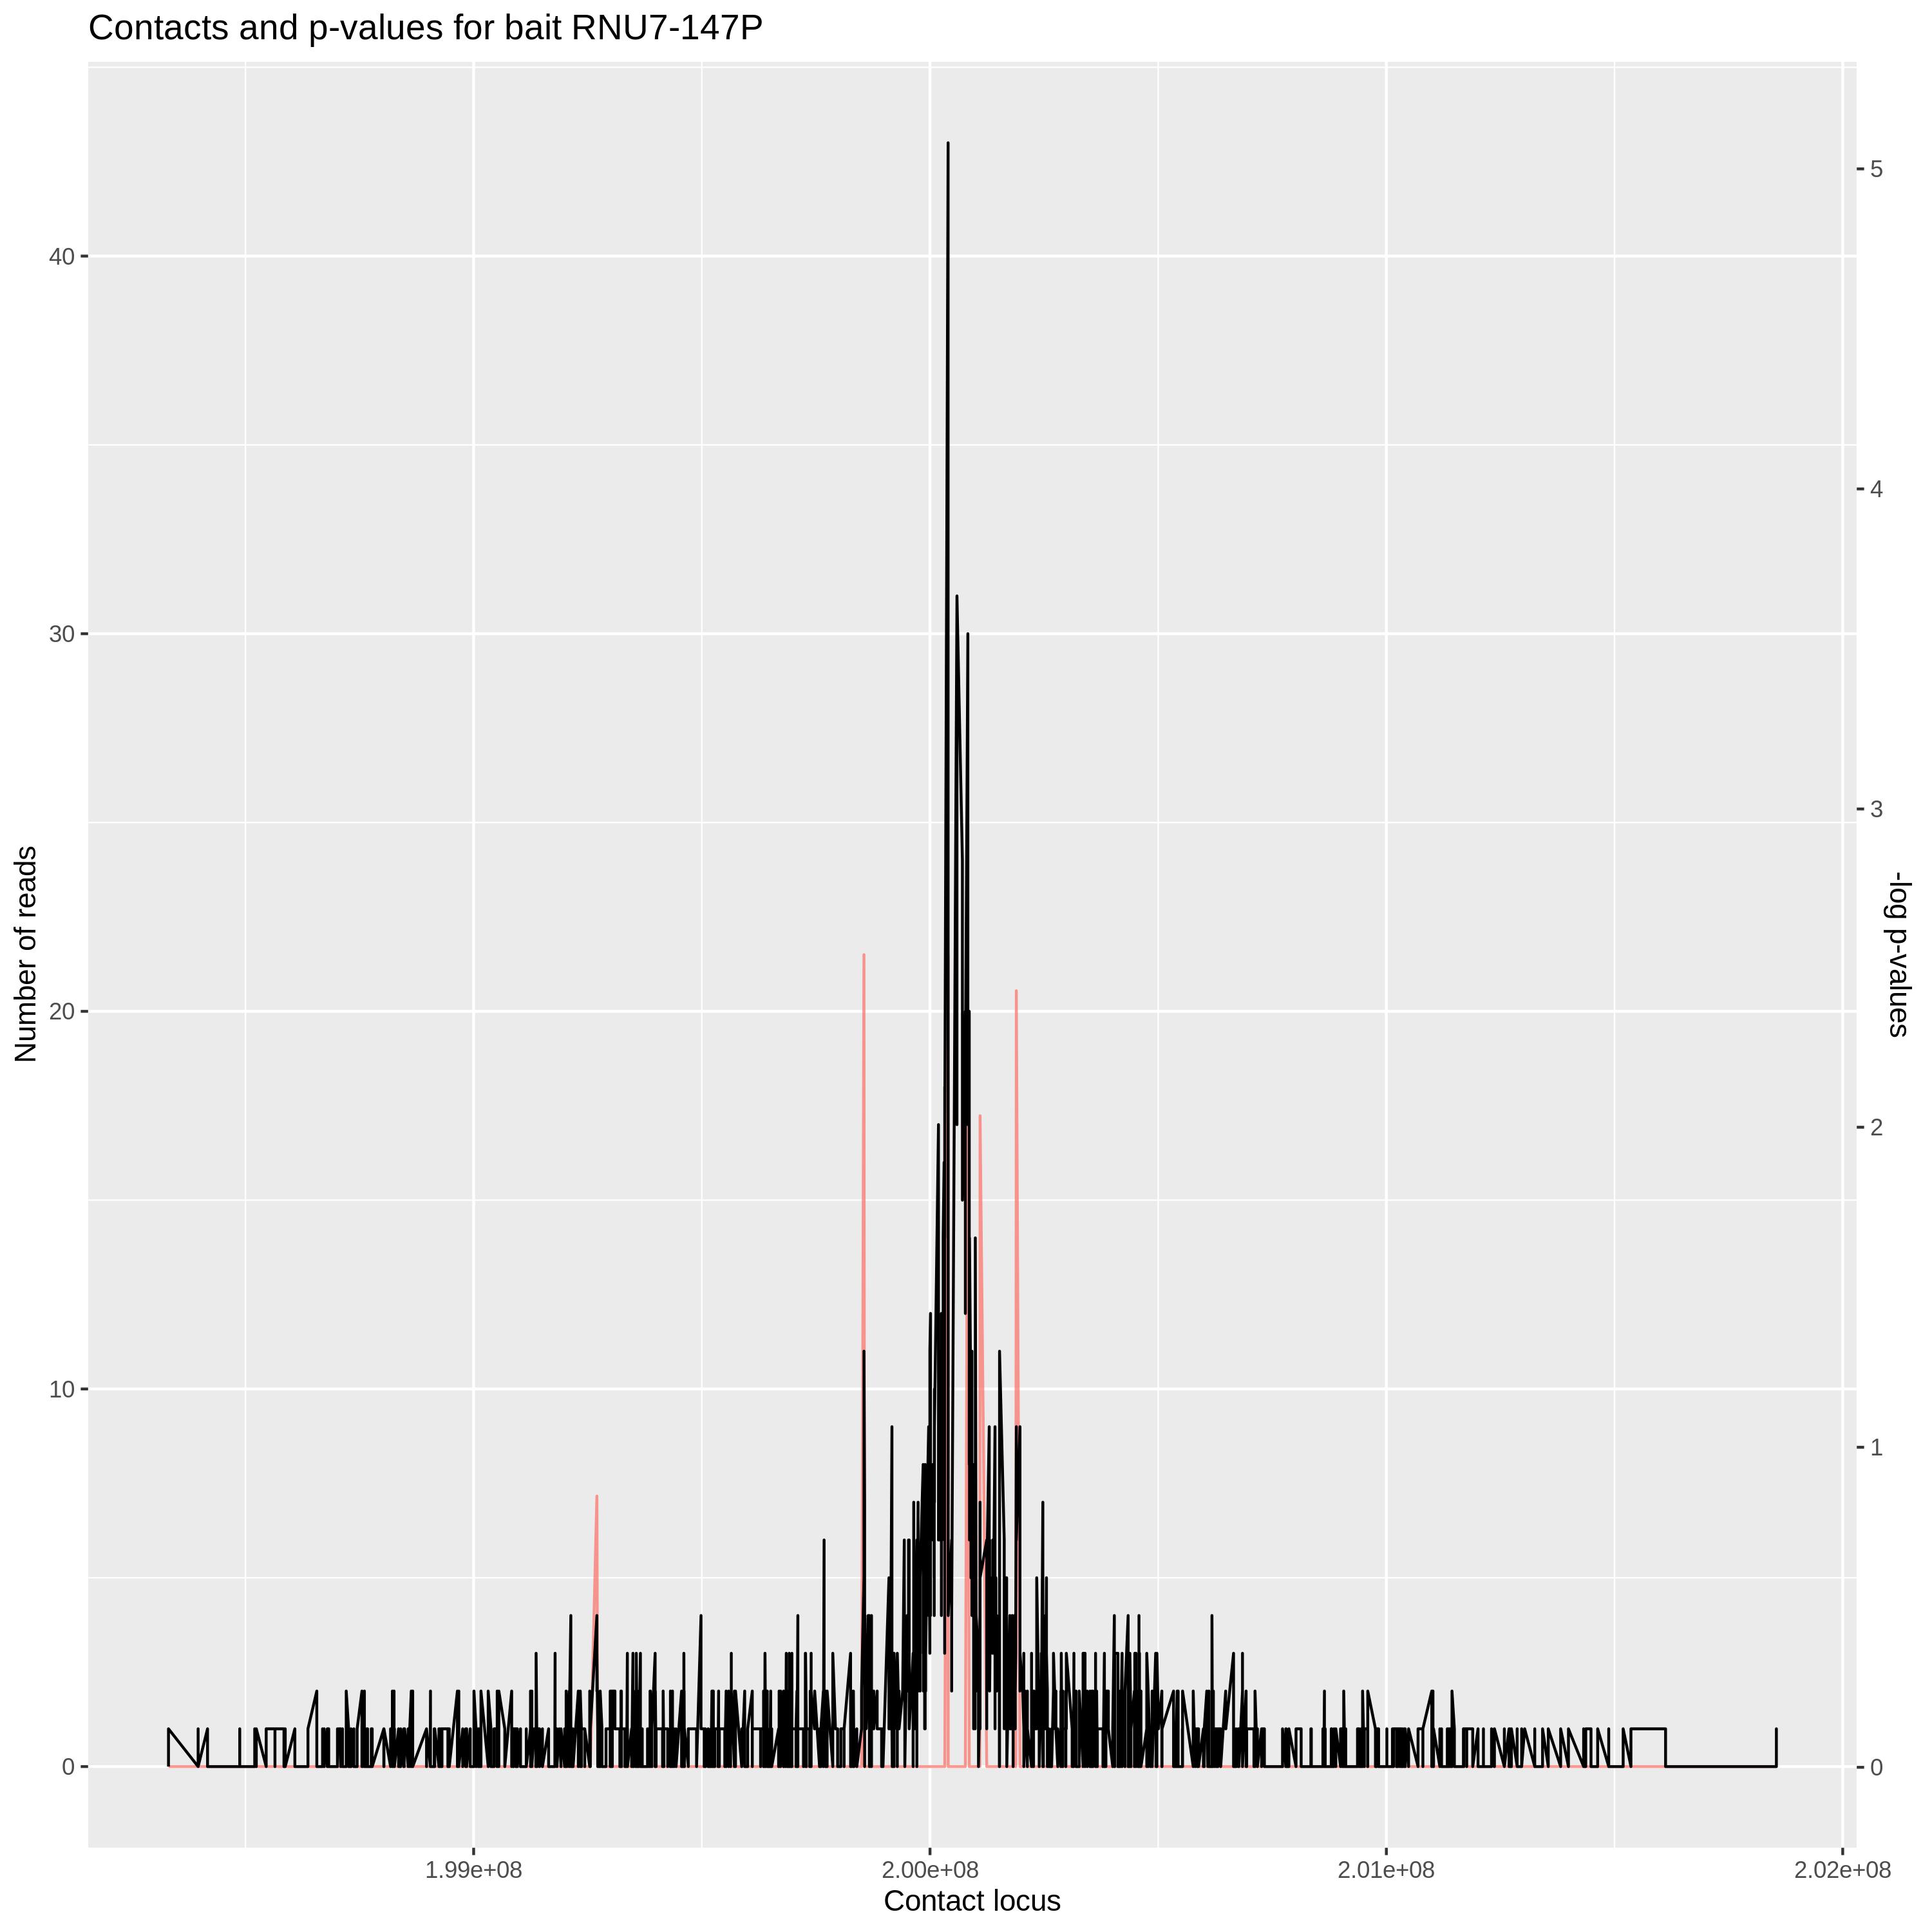 Contacts and p-values for bait RNU7-147P
Number of reads
40
30
20
10
0
5
4
3
2
1
0
-log p-values
1.99e+08
2.00e+08
2.01e+08
2.02e+08
Contact locus